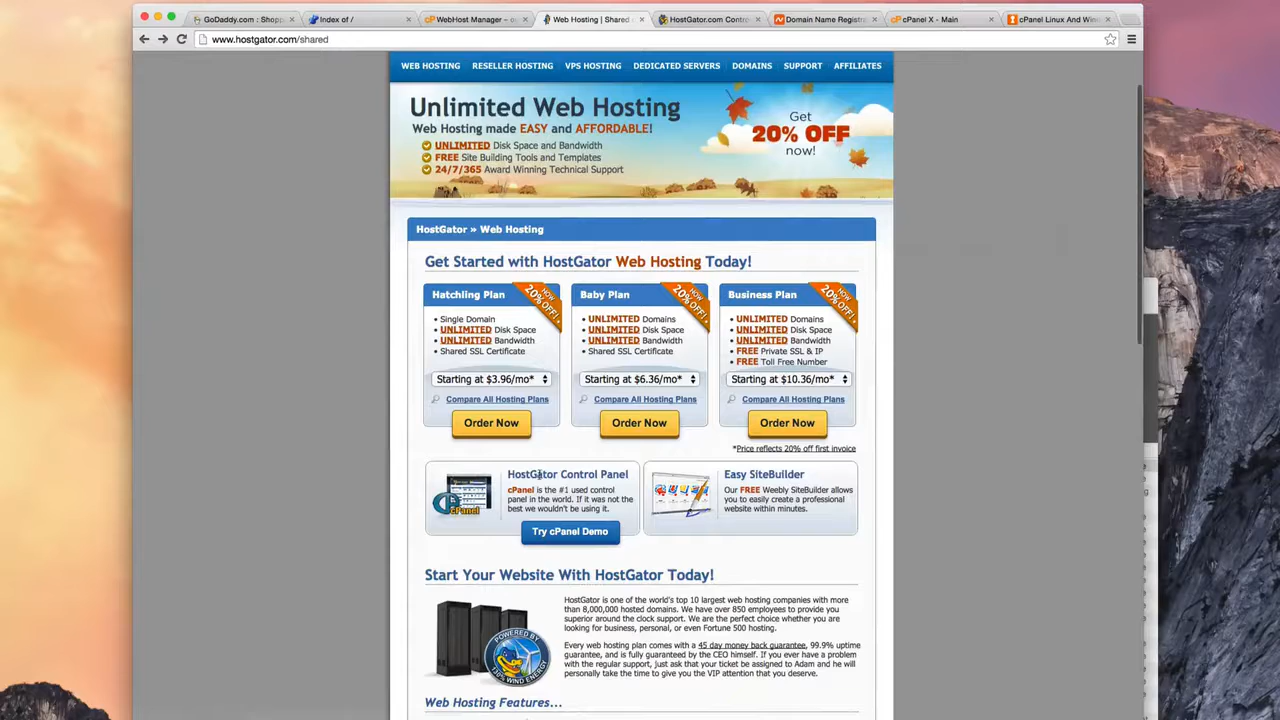 GoDaddy.com : Shopp
Index of /
cP WebHost Manager – co
Web Hosting | Shared
HostGator.com Contr
Domain Name Registra
cP cPanel X - Main
cPanel Linux And Win
www.hostgator.com/shared
WEB HOSTING RESELLER HOSTING VPS HOSTING DEDICATED SERVERS DOMAINS SUPPORT AFFILIATES
Unlimited Web Hosting
Web Hosting made EASY and AFFORDABLE!
UNLIMITED Disk Space and Bandwidth
FREE Site Building Tools and Templates
24/7/365 Award Winning Technical Support
Get
20% OFF
now!
HostGator » Web Hosting
Get Started with HostGator Web Hosting Today!
Hatchling Plan
NOW
20% OFF!
• Single Domain
• UNLIMITED Disk Space
• UNLIMITED Bandwidth
• Shared SSL Certificate
Starting at $3.96/mo*
Compare All Hosting Plans
Order Now
Baby Plan
NOW
20% OFF!
• UNLIMITED Domains
• UNLIMITED Disk Space
• UNLIMITED Bandwidth
• Shared SSL Certificate
Starting at $6.36/mo*
Compare All Hosting Plans
Order Now
Business Plan
NOW
20% OFF!
• UNLIMITED Domains
• UNLIMITED Disk Space
• UNLIMITED Bandwidth
• FREE Private SSL & IP
• FREE Toll Free Number
Starting at $10.36/mo*
Compare All Hosting Plans
Order Now
*Price reflects 20% off first invoice
cPanel
HostGator Control Panel
cPanel is the #1 used control
panel in the world. If it was not the
best we wouldn't be using it.
Try cPanel Demo
Easy SiteBuilder
Our FREE Weebly SiteBuilder allows
you to easily create a professional
website within minutes.
Start Your Website With HostGator Today!
POWERED BY
130% WIND ENERGY
HostGator is one of the world's top 10 largest web hosting companies with more
than 8,000,000 hosted domains. We have over 850 employees to provide you
superior around the clock support. We are the perfect choice whether you are
looking for business, personal, or even Fortune 500 hosting.
Every web hosting plan comes with a 45 day money back guarantee, 99.9% uptime
guarantee, and is fully guaranteed by the CEO himself. If you ever have a problem
with the regular support, just ask that your ticket be assigned to Adam and he will
personally take the time to give you the VIP attention that you deserve.
Web Hosting Features...